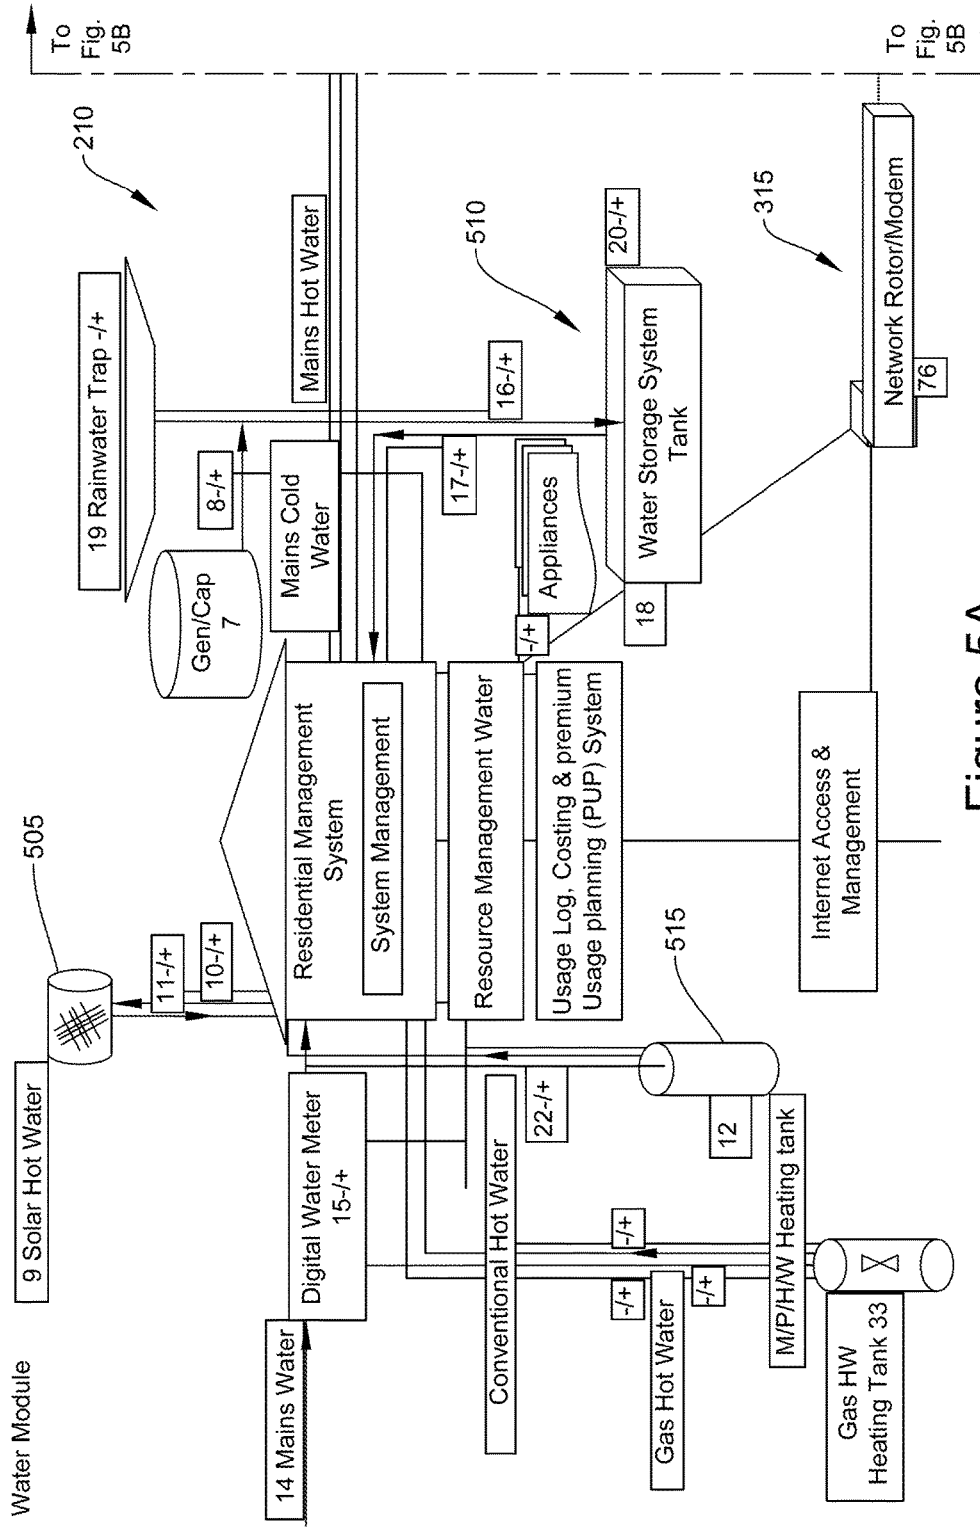 Water Module
9 Solar Hot Water
505
11-/+
10-/+
19 Rainwater Trap -/+
210
To
Fig.
5B
Gen/Cap
7
8-/+
Mains Cold
Water
Mains Hot Water
14 Mains Water
Digital Water Meter
15-/+
Residential Management
System
System Management
Resource Management Water
Usage Log, Costing & premium
Usage planning (PUP) System
16-/+
17-/+
510
Appliances
-/+
20-/+
Water Storage System
Tank
18
Conventional Hot Water
22-/+
515
12
-/+
-/+
-/+
Gas Hot Water
M/P/H/W Heating tank
Gas HW
Heating Tank 33
Internet Access &
Management
315
Network Rotor/Modem
76
To
Fig.
5B
Figure 5A